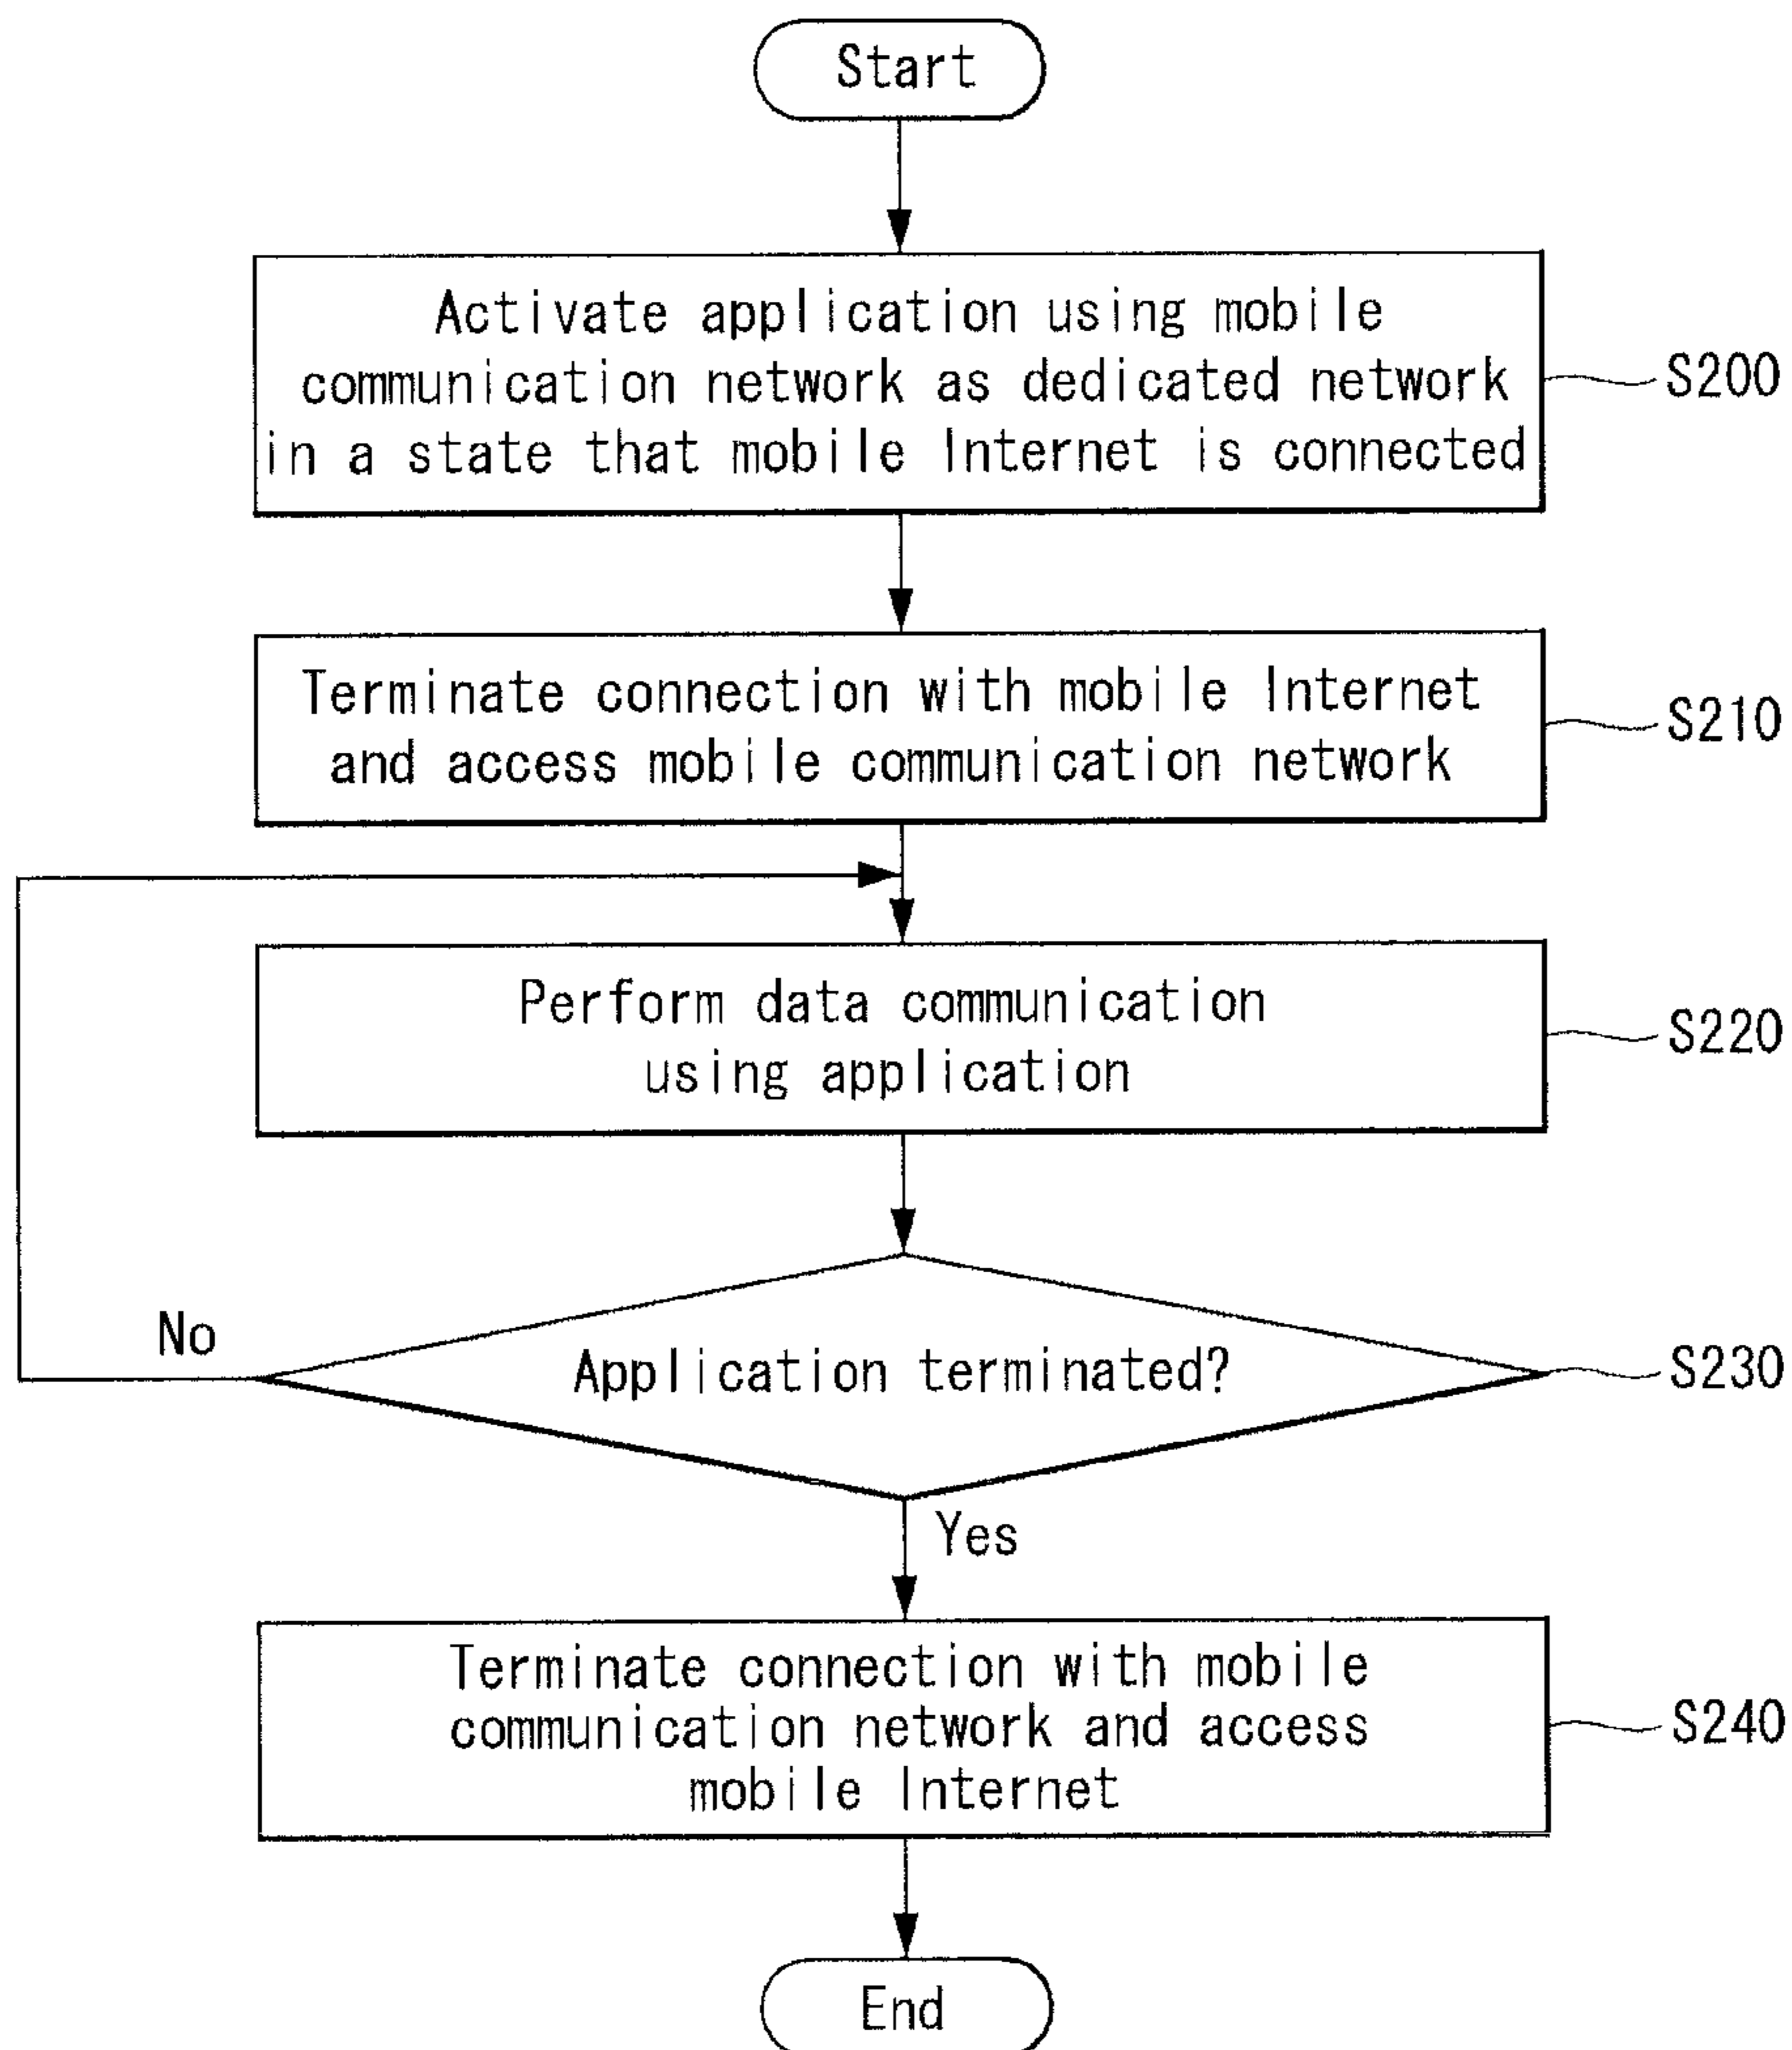 Start
Activate application using mobile
communication network as dedicated network
in a state that mobile Internet is connected
S200
Terminate connection with mobile Internet
and access mobile communication network
S210
Perform data communication
using application
S220
Application terminated?
S230
No
Yes
Terminate connection with mobile
communication network and access
mobile Internet
S240
End